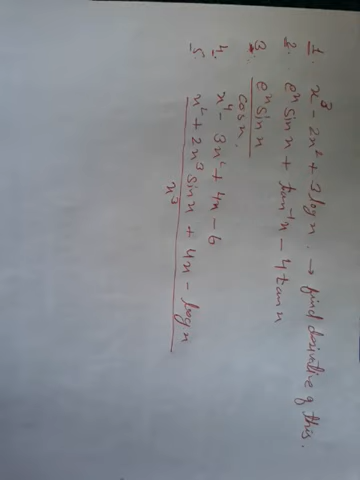 1. x³ - 2x² + 3 log x. → find derivative of this.
2. eˣ sin x + tan⁻¹ x - 4 tan x
3. eˣ sin x
cos x.
4. x⁴ - 3x² + 4x - 6
5. x² + 2x³ sin x + 4x - log x
x³